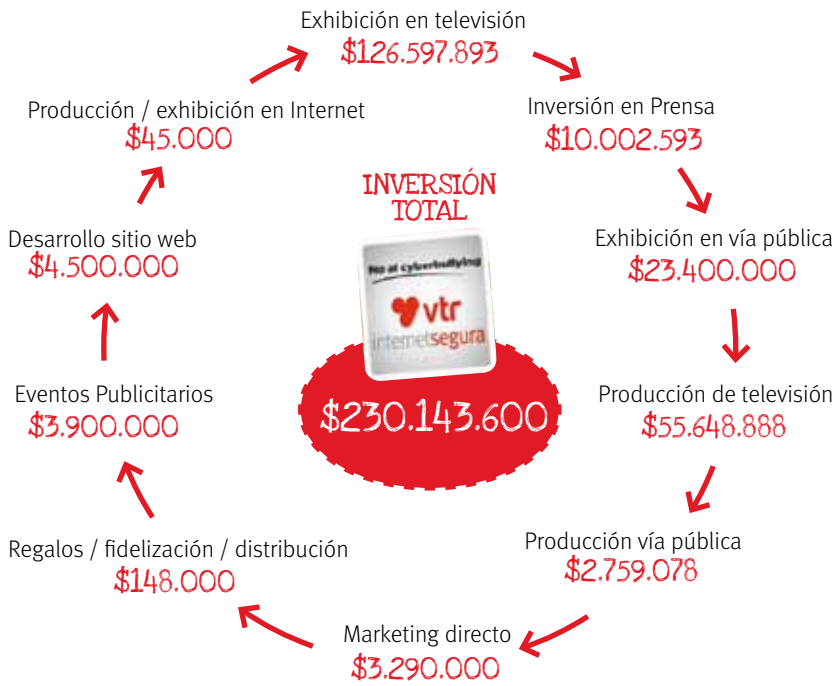 Exhibición en televisión
$126.597.893
Inversión en Prensa
$10.002.593
Exhibición en vía pública
$23.400.000
Producción de televisión
$55.648.888
Producción vía pública
$2.759.078
Marketing directo
$3.290.000
Regalos / fidelización / distribución
$148.000
Eventos Publicitarios
$3.900.000
Desarrollo sitio web
$4.500.000
Producción / exhibición en Internet
$45.000
INVERSIÓN
TOTAL
No al cyberbullying
vtr
internetsegura
$230.143.600